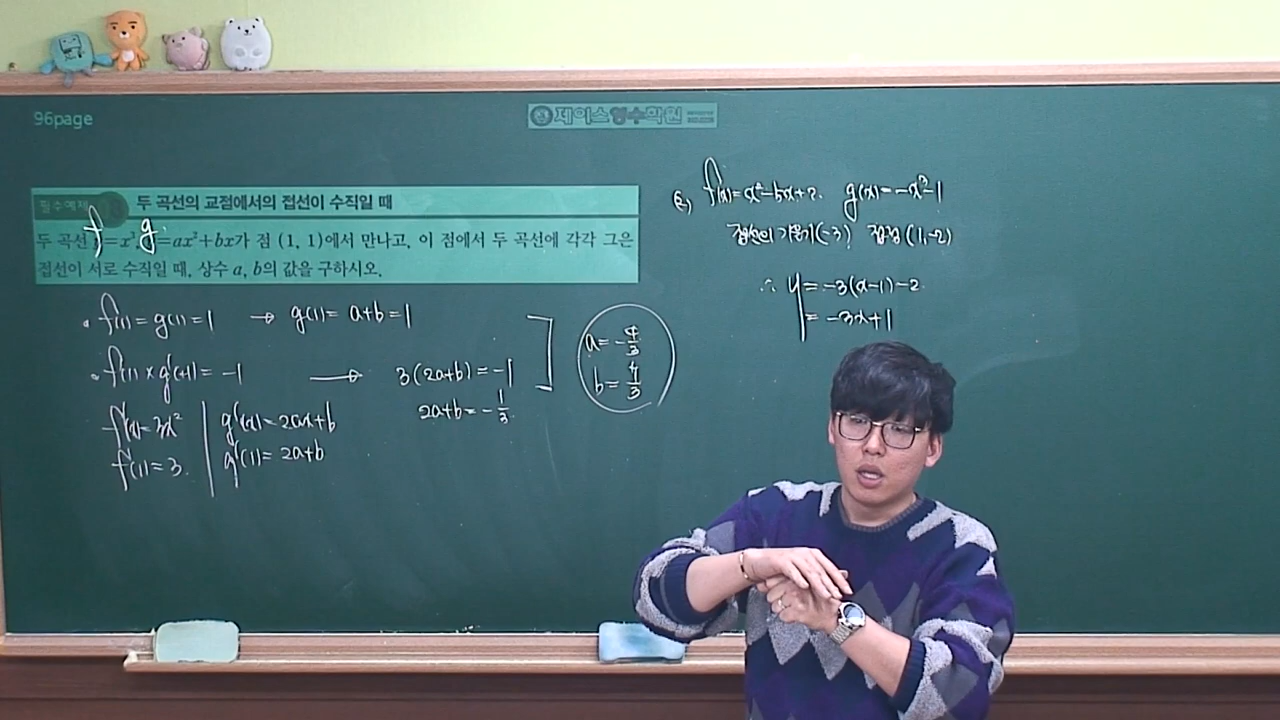 96page
제이스영수학원
필수예제 두 곡선의 교점에서의 접선이 수직일 때
두 곡선 y=x³, y=ax²+bx가 점 (1, 1)에서 만나고, 이 점에서 두 곡선에 각각 그은
접선이 서로 수직일 때, 상수 a, b의 값을 구하시오.
f g
• f(1)=g(1)=1 → g(1)=a+b=1
• f'(1)×g'(1)=-1 → 3(2a+b)=-1
2a+b=-1/3
f'(x)=3x² | g'(x)=2ax+b
f'(1)=3. | g'(1)=2a+b
a=-4/3
b=4/3
g(x)=-x²-1
접선의 기울기(-3) 접점(1,-2)
∴ y=-3(x-1)-2
=-3x+1